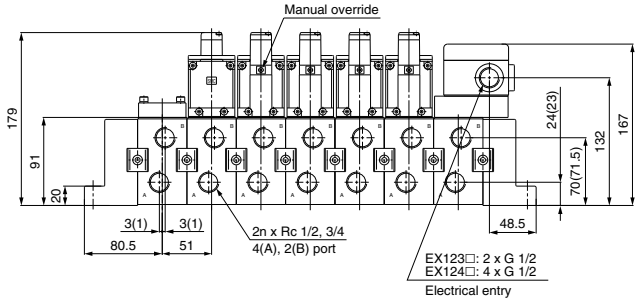 Manual override
179
91
20
80.5
3(1)
3(1)
51
2n x Rc 1/2, 3/4
4(A), 2(B) port
B
B
B
B
B
B
B
A
A
A
A
A
A
A
24(23)
70(71.5)
132
167
48.5
EX123□: 2 x G 1/2
EX124□: 4 x G 1/2
Electrical entry